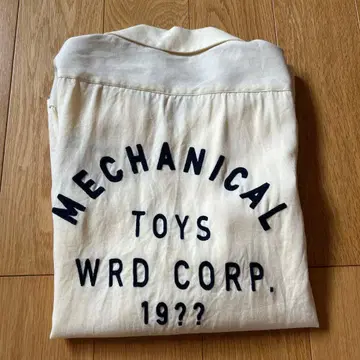 MECHANICAL
TOYS
WRD CORP.
19??